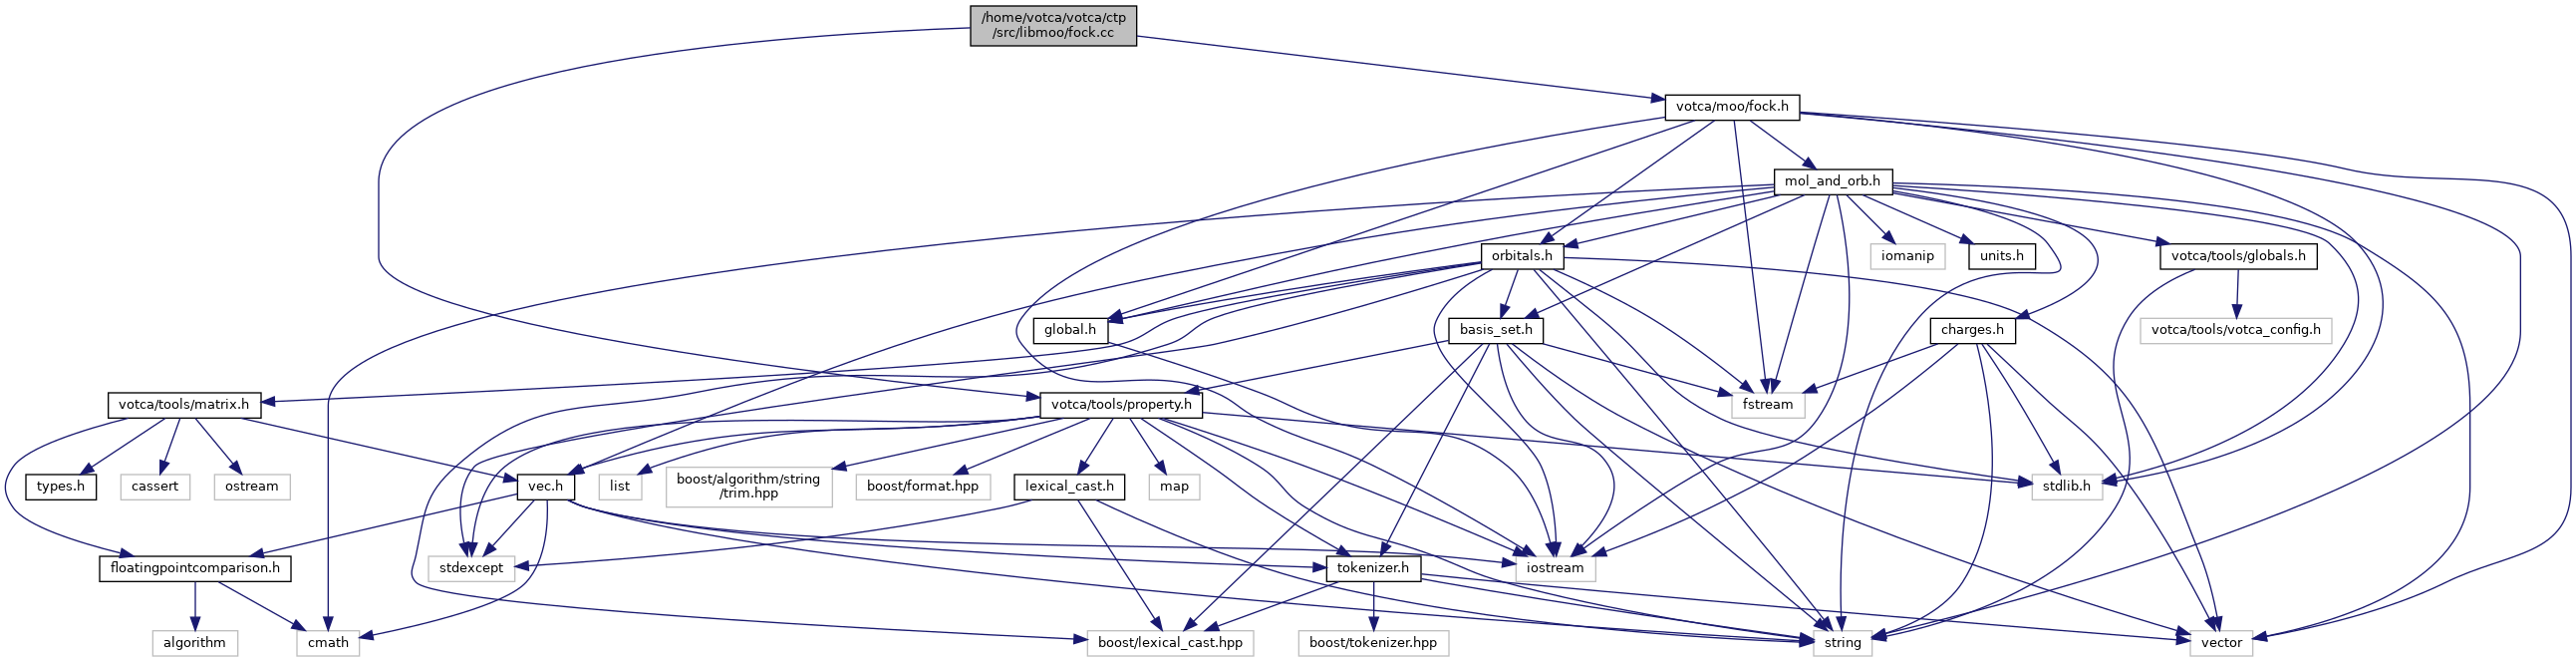 /home/votca/votca/ctp
/src/libmoo/fock.cc
votca/moo/fock.h
mol_and_orb.h
orbitals.h
iomanip
units.h
votca/tools/globals.h
global.h
basis_set.h
charges.h
votca/tools/votca_config.h
votca/tools/matrix.h
votca/tools/property.h
fstream
types.h
cassert
ostream
vec.h
list
boost/algorithm/string
/trim.hpp
boost/format.hpp
lexical_cast.h
map
stdlib.h
floatingpointcomparison.h
stdexcept
tokenizer.h
iostream
algorithm
cmath
boost/lexical_cast.hpp
boost/tokenizer.hpp
string
vector